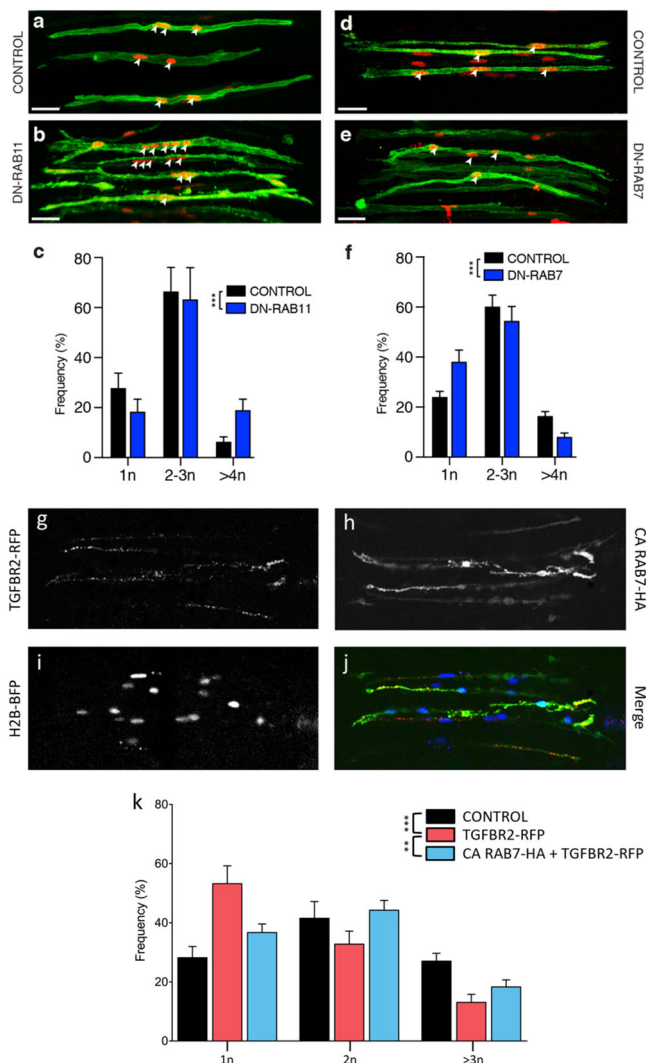 a
CONTROL
d
CONTROL
b
DN-RAB11
e
DN-RAB7
c
80
60
40
20
0
Frequency (%)
***
CONTROL
DN-RAB11
1n
2-3n
>4n
f
80
60
40
20
0
Frequency (%)
***
CONTROL
DN-RAB7
1n
2-3n
>4n
g
TGFBR2-RFP
h
CA RAB7-HA
i
H2B-BFP
j
Merge
k
80
60
40
20
0
Frequency (%)
***
**
CONTROL
TGFBR2-RFP
CA RAB7-HA + TGFBR2-RFP
1n
2n
>3n